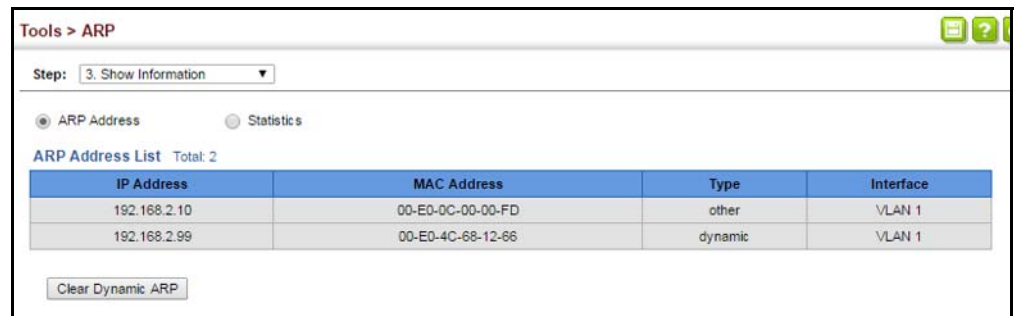 Tools > ARP
?
Step: 3. Show Information
ARP Address Statistics
ARP Address List Total: 2
IP Address MAC Address Type Interface
192.168.2.10 00-E0-0C-00-00-FD other VLAN 1
192.168.2.99 00-E0-4C-68-12-66 dynamic VLAN 1
Clear Dynamic ARP